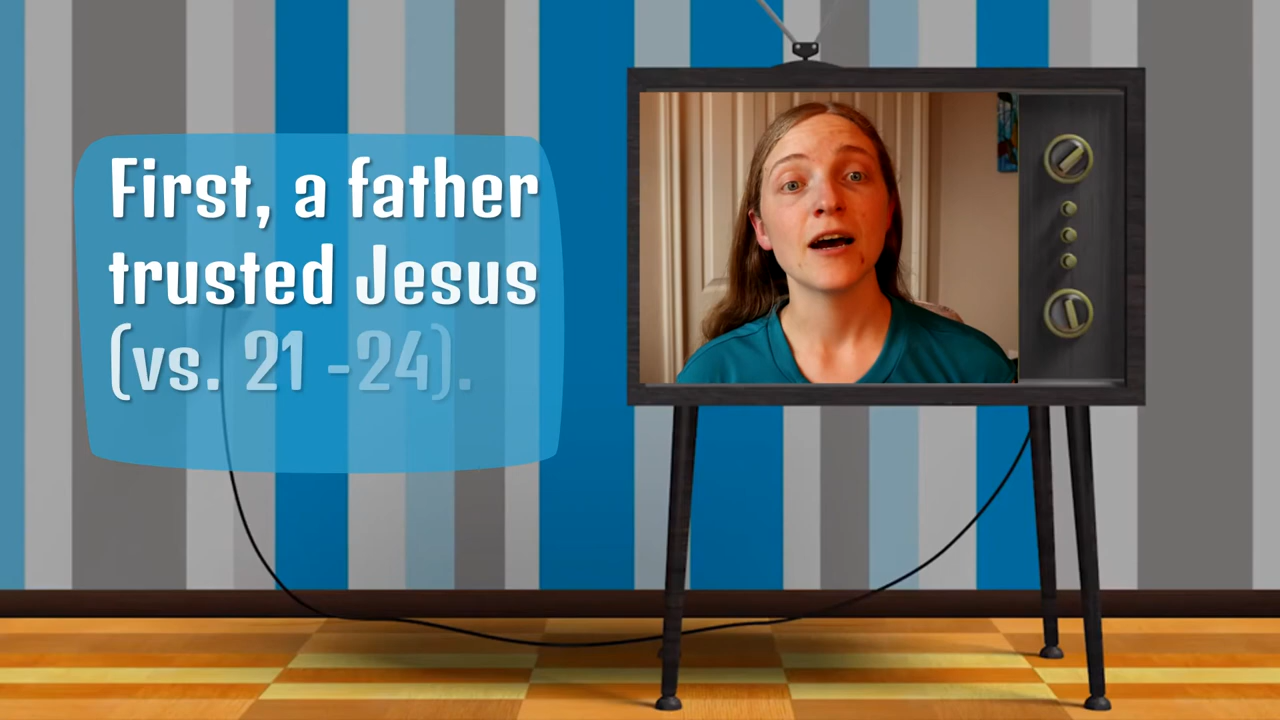 First, a father
trusted Jesus
(vs. 21 -24).